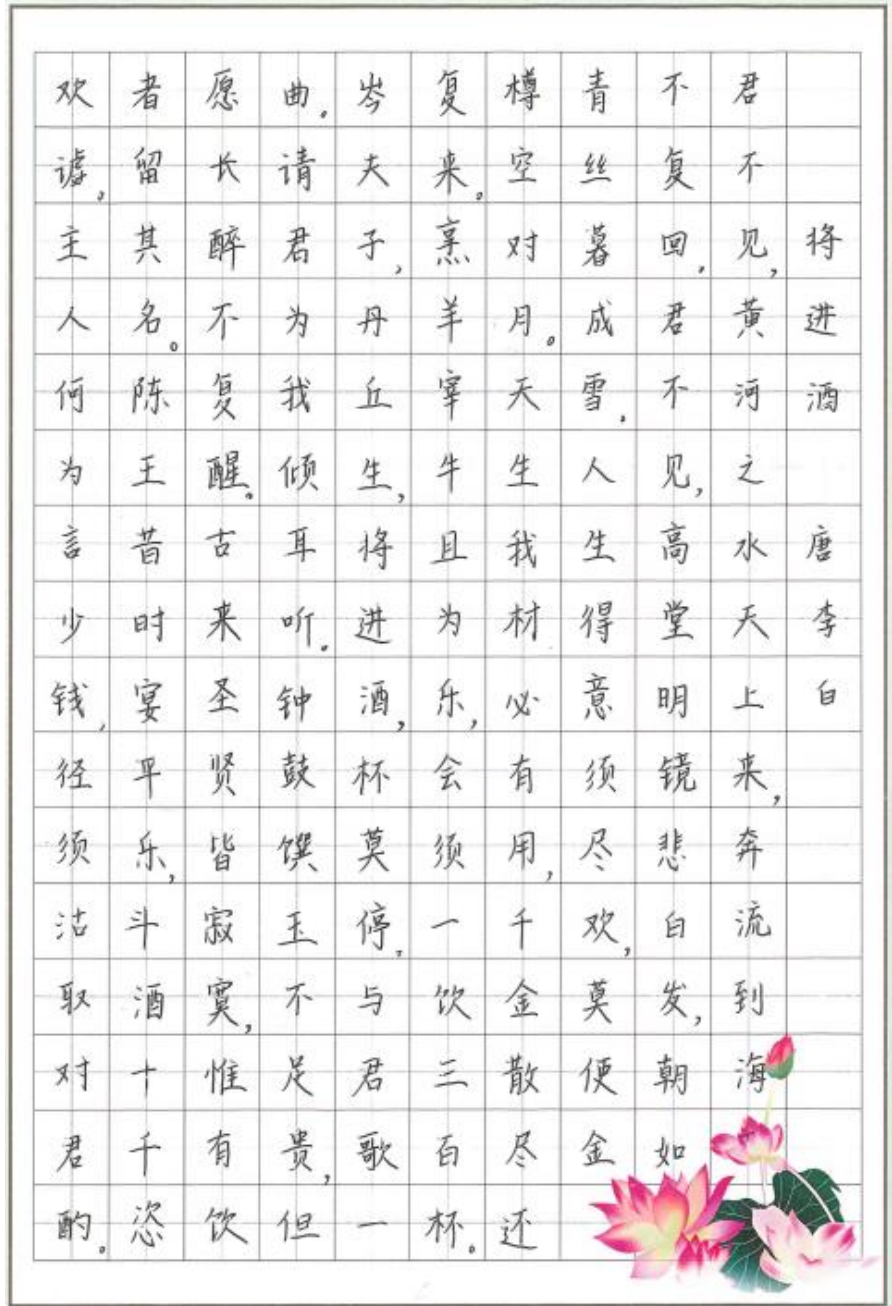 将进酒 唐李白
君不见,黄河之水天上来,奔流到海
不复回,君不见,高堂明镜悲白发,朝如
青丝暮成雪,人生得意须尽欢,莫便金
樽空对月。天生我材必有用,千金散尽还
复来。烹羊宰牛且为乐,会须一饮三百杯。
岑夫子,丹丘生,将进酒,杯莫停,与君歌一
曲。请君为我倾耳听。钟鼓馔玉不足贵,但
愿长醉不复醒。古来圣贤皆寂寞,惟有饮
者留其名。陈王昔时宴平乐,斗酒十千恣
欢谑。主人何为言少钱,径须沽取对君酌。